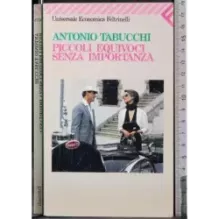 Universale Economica Feltrinelli
ANTONIO TABUCCHI
PICCOLI EQUIVOCI
SENZA IMPORTANZA